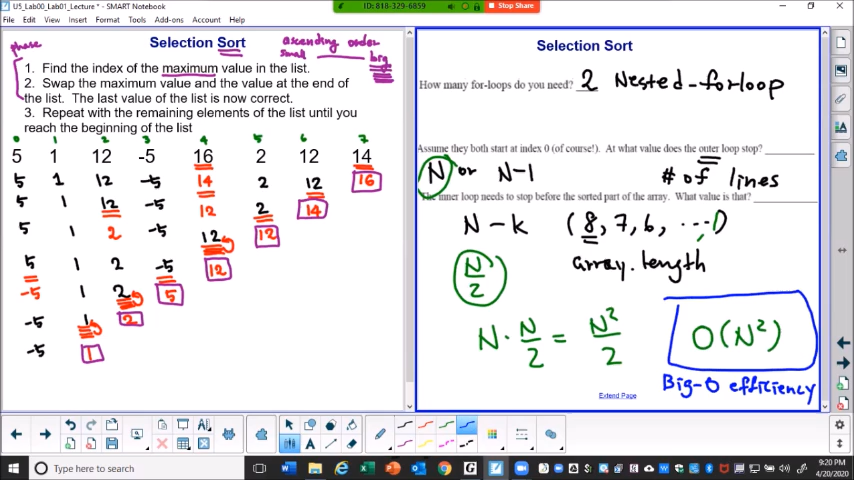 U5_Lab00_Lab01_Lecture * - SMART Notebook
ID: 818-329-6859
Stop Share
File Edit View Insert Format Tools Add-ons Account Help
phase
Selection Sort
ascending order
small
big
1. Find the index of the maximum value in the list.
2. Swap the maximum value and the value at the end of
the list. The last value of the list is now correct.
3. Repeat with the remaining elements of the list until you
reach the beginning of the list
0 1 2 3 4 5 6 7
5 1 12 -5 16 2 12 14
5 1 12 -5 14 2 12 16
5 1 12 -5 12 2 14
5 1 2 -5 12 12
5 1 2 -5 12
-5 1 2 5
-5 1 2
-5 1
Selection Sort
How many for-loops do you need? 2 Nested-forloop
Assume they both start at index 0 (of course!). At what value does the outer loop stop?
N or N-1 # of lines
The inner loop needs to stop before the sorted part of the array. What value is that?
N-k (8, 7, 6, ... 1)
array.length
N/2
N · N/2 = N²/2
O(N²)
Big-O efficiency
Extend Page
Type here to search
9:20 PM
4/20/2020